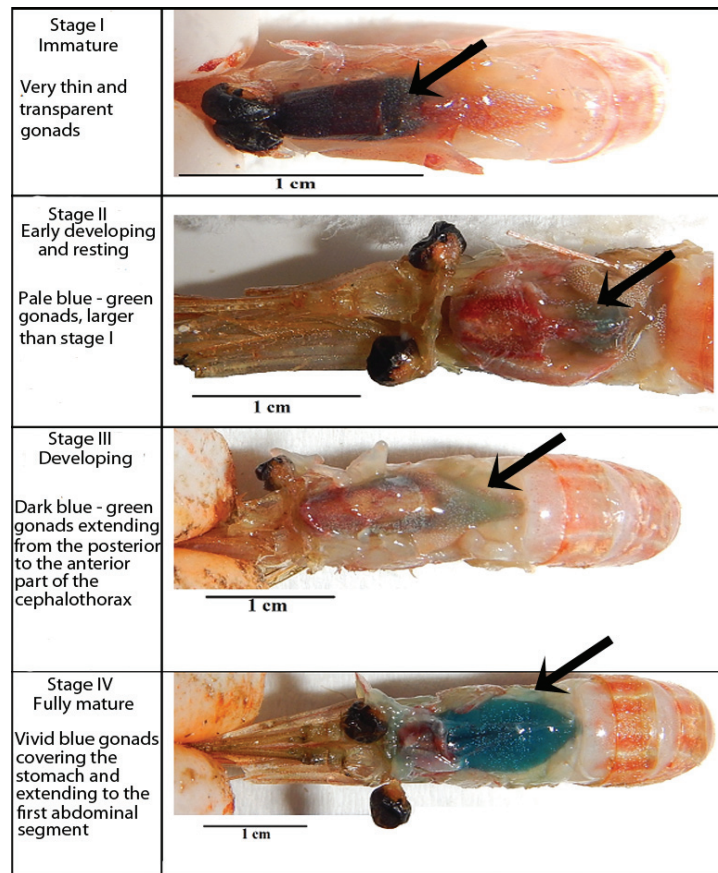 Stage I
Immature
Very thin and
transparent
gonads
1 cm
Stage II
Early developing
and resting
Pale blue - green
gonads, larger
than stage I
1 cm
Stage III
Developing
Dark blue - green
gonads extending
from the posterior
to the anterior
part of the
cephalothorax
1 cm
Stage IV
Fully mature
Vivid blue gonads
covering the
stomach and
extending to the
first abdominal
segment
1 cm